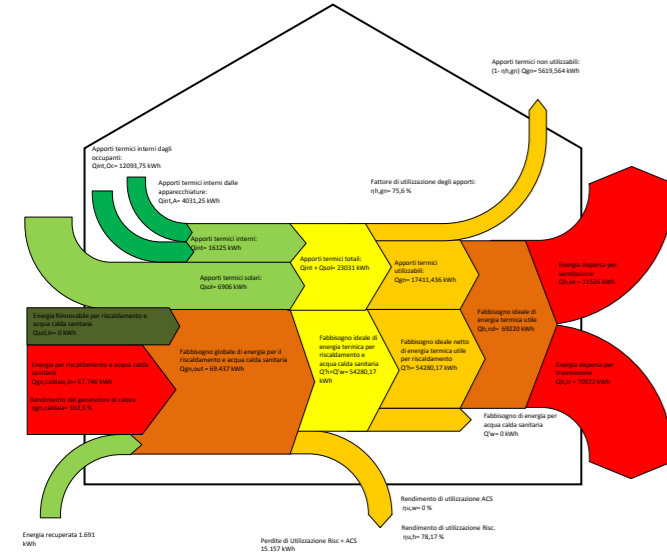 Apporti termici non utilizzabili:
(1- ηh,gn) Qgn= 5619,564 kWh
Apporti termici interni dagli
occupanti:
Qint,Oc= 12093,75 kWh
Apporti termici interni dalle
apparecchiature:
Qint,A= 4031,25 kWh
Fattore di utilizzazione degli apporti:
ηh,gn= 75,6 %
Apporti termici interni:
Qint= 16125 kWh
Apporti termici totali:
Qint + Qsol= 23031 kWh
Apporti termici
utilizzabili:
Qgn= 17411,436 kWh
Energia dispersa per
ventilazione
Apporti termici solari:
Qsol= 6906 kWh
Fabbisogno ideale di
energia termica utile
Qh,nd= 69220 kWh
Energia Rinnovabile per riscaldamento e
acqua calda sanitaria
Qsol,in= 0 kWh
Fabbisogno globale di energia per il
riscaldamento e acqua calda sanitaria
Qgn,out = 69.437 kWh
Fabbisogno ideale di
energia termica per
riscaldamento e
acqua calda sanitaria
Q'h+Q'w= 54280,17
kWh
Fabbisogno ideale netto
di energia termica utile
per riscaldamento
Q'h= 54280,17 kWh
Energia per riscaldamento e acqua calda
sanitaria
Qgn,caldaia,in= 67.746 kWh
Rendimento del generatore di calore
ηgn,caldaia= 102,5 %
Energia dispersa per
trasmissione
Fabbisogno di energia per
acqua calda sanitaria
Q'w= 0 kWh
Energia recuperata 1.691
kWh
Perdite di Utilizzazione Risc + ACS
15.157 kWh
Rendimento di utilizzazione ACS
ηu,w= 0 %
Rendimento di utilizzazione Risc.
ηu,h= 78,17 %